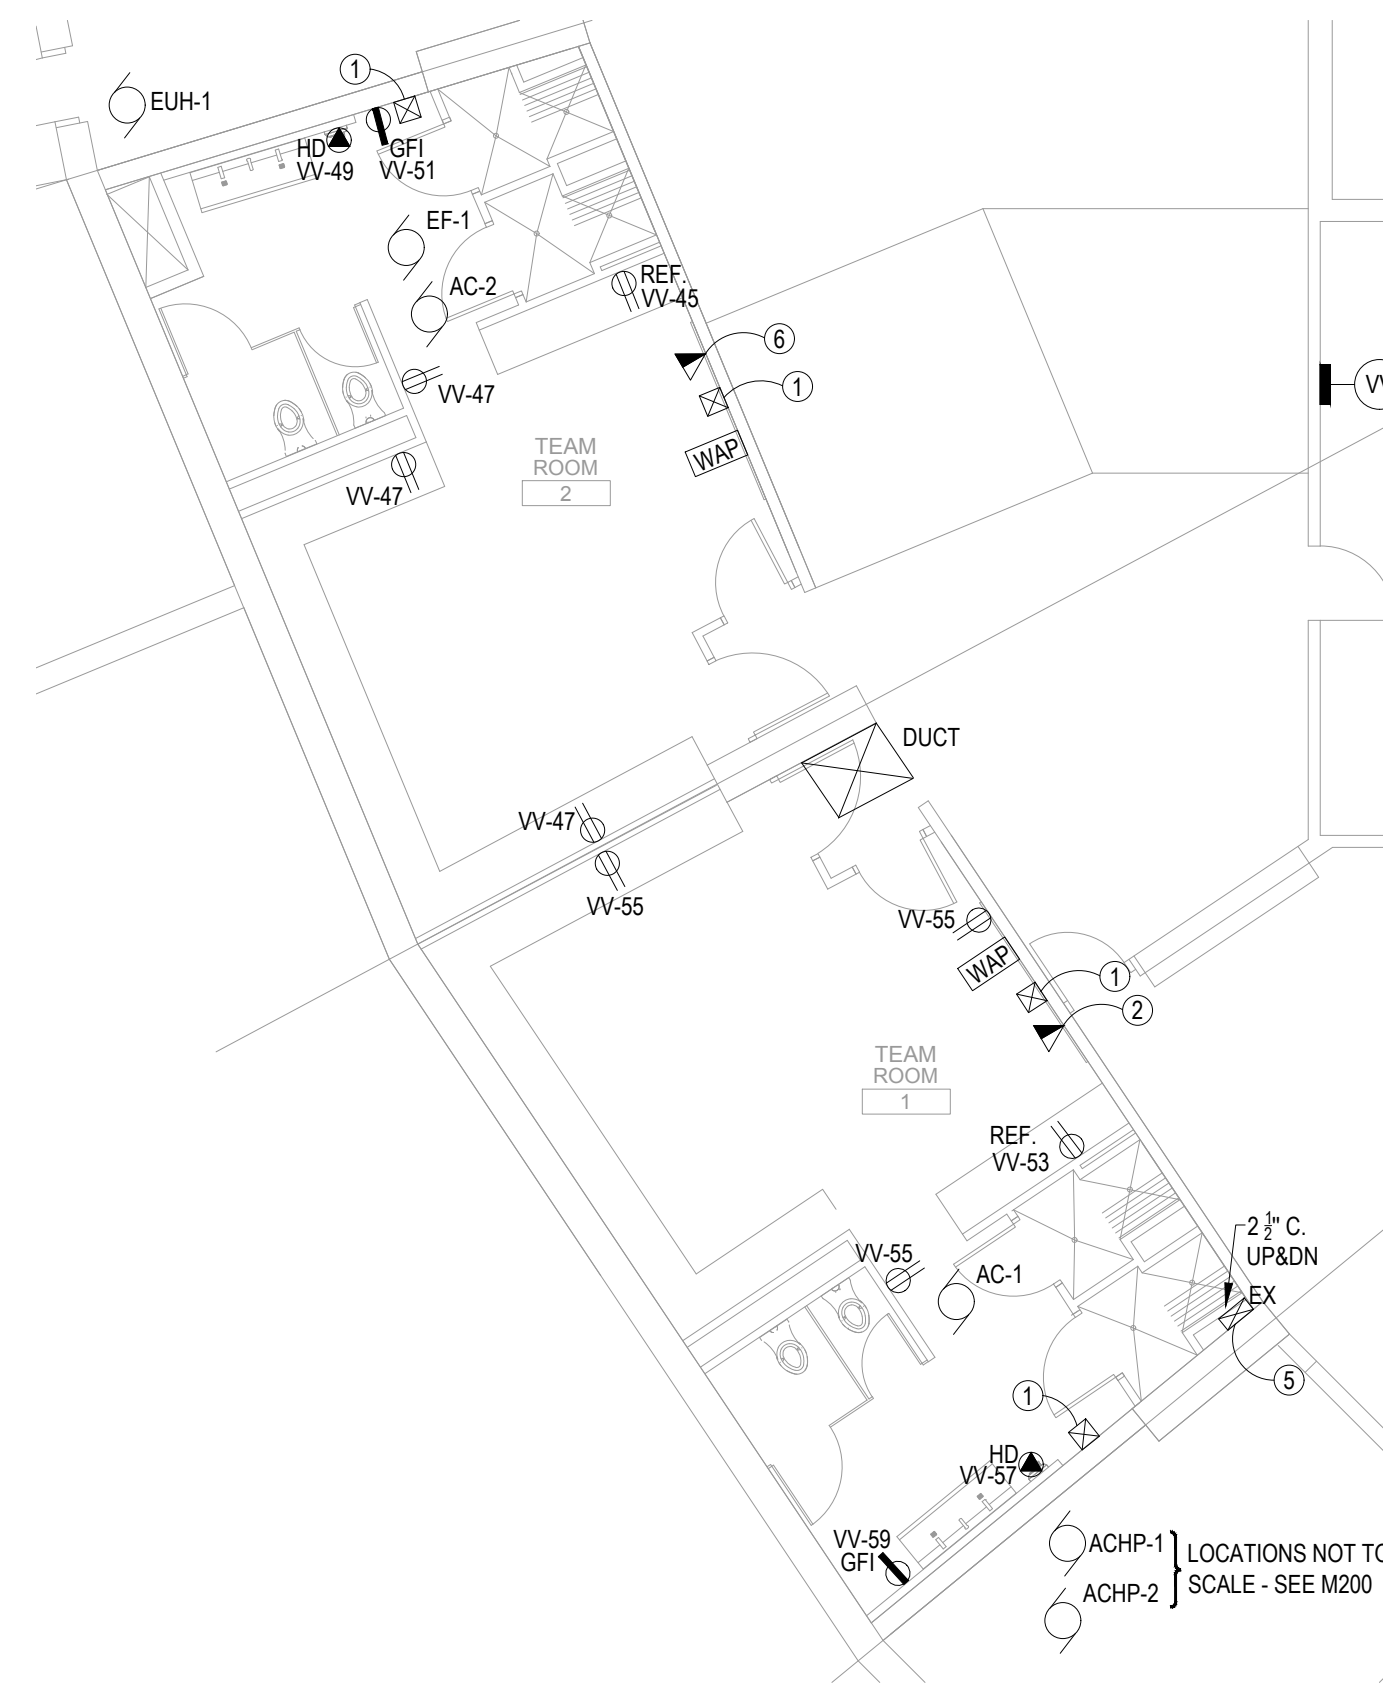 1
EUH-1
HD
VV-49
GFI
VV-51
EF-1
AC-2
REF.
VV-45
6
1
VV-47
WAP
TEAM
ROOM
2
VV-47
DUCT
VV-47
VV-55
VV-55
WAP
1
2
TEAM
ROOM
1
REF.
VV-53
2 ½" C.
UP&DN
EX
VV-55
AC-1
5
1
HD
VV-57
VV-59
GFI
ACHP-1
ACHP-2
LOCATIONS NOT TO
SCALE - SEE M200